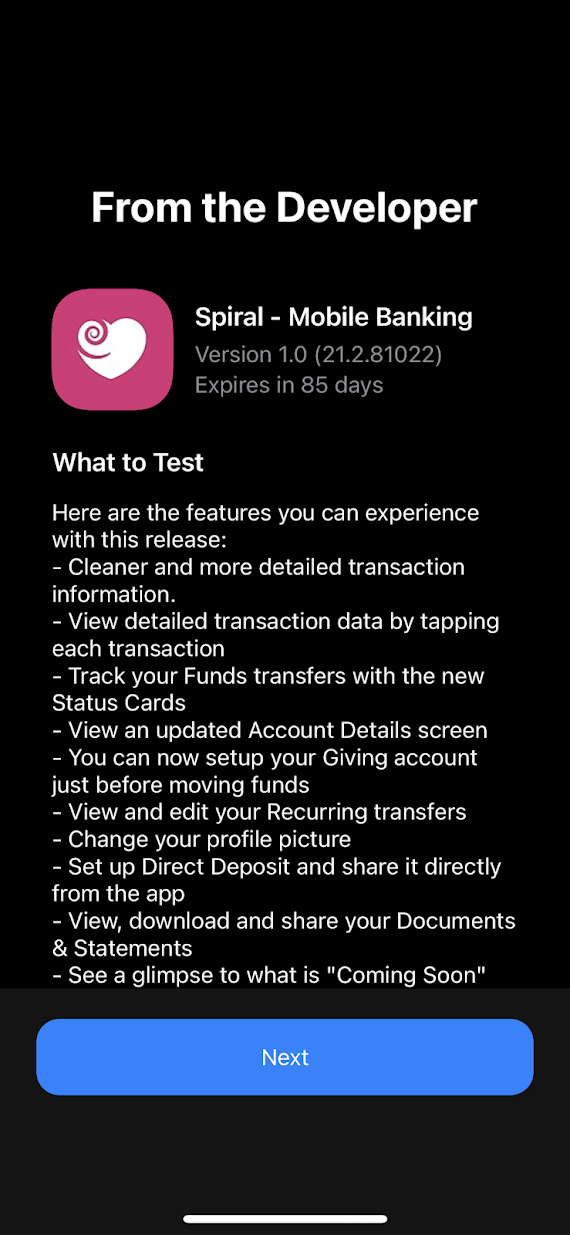 From the Developer
Spiral - Mobile Banking
Version 1.0 (21.2.81022)
Expires in 85 days
What to Test
Here are the features you can experience
with this release:
- Cleaner and more detailed transaction
information.
- View detailed transaction data by tapping
each transaction
- Track your Funds transfers with the new
Status Cards
- View an updated Account Details screen
- You can now setup your Giving account
just before moving funds
- View and edit your Recurring transfers
- Change your profile picture
- Set up Direct Deposit and share it directly
from the app
- View, download and share your Documents
& Statements
- See a glimpse to what is "Coming Soon"
Next